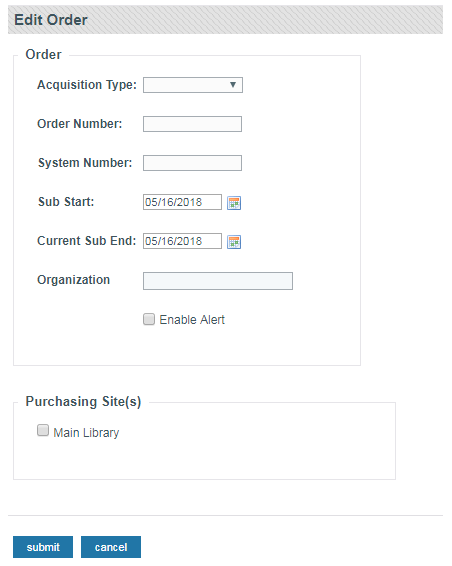 Edit Order
Order
Acquisition Type:
Order Number:
System Number:
Sub Start: 05/16/2018
Current Sub End: 05/16/2018
Organization
Enable Alert
Purchasing Site(s)
Main Library
submit cancel